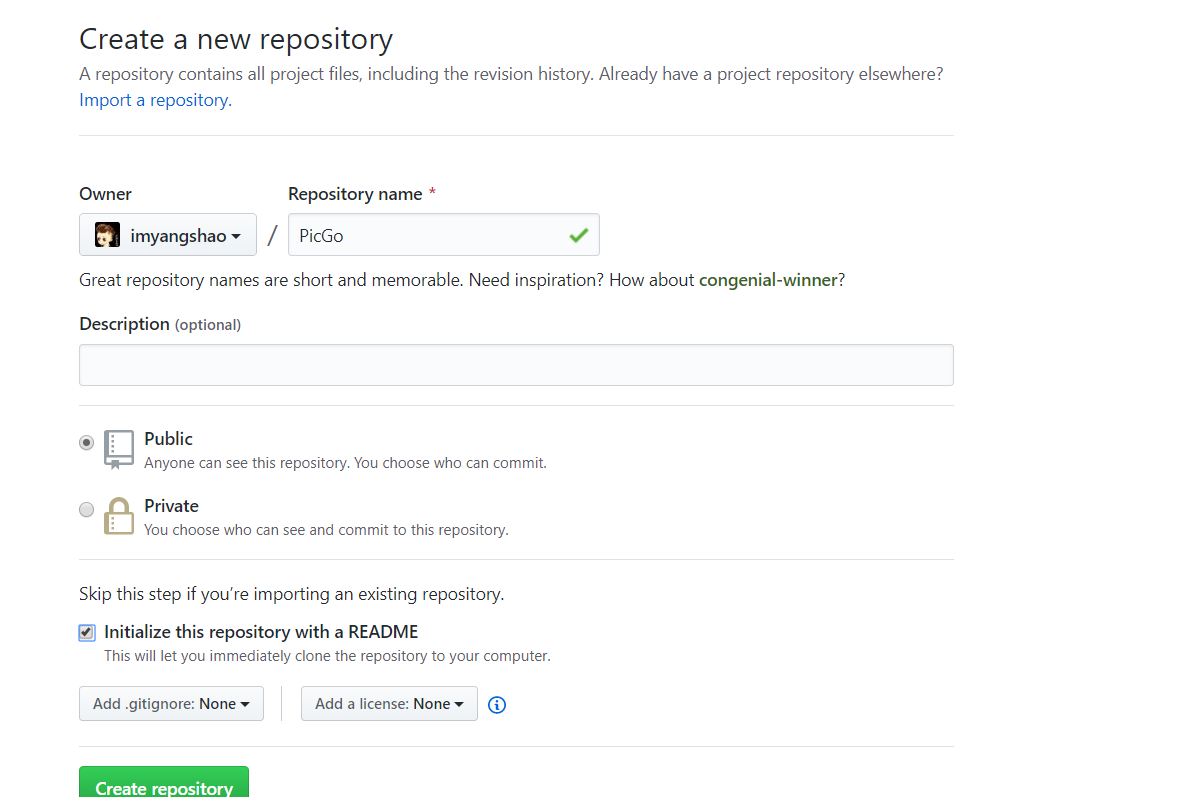 Create a new repository
A repository contains all project files, including the revision history. Already have a project repository elsewhere?
Import a repository.
Owner
Repository name *
imyangshao
/
PicGo
Great repository names are short and memorable. Need inspiration? How about congenial-winner?
Description (optional)
Public
Anyone can see this repository. You choose who can commit.
Private
You choose who can see and commit to this repository.
Skip this step if you’re importing an existing repository.
Initialize this repository with a README
This will let you immediately clone the repository to your computer.
Add .gitignore: None
Add a license: None
Create repository